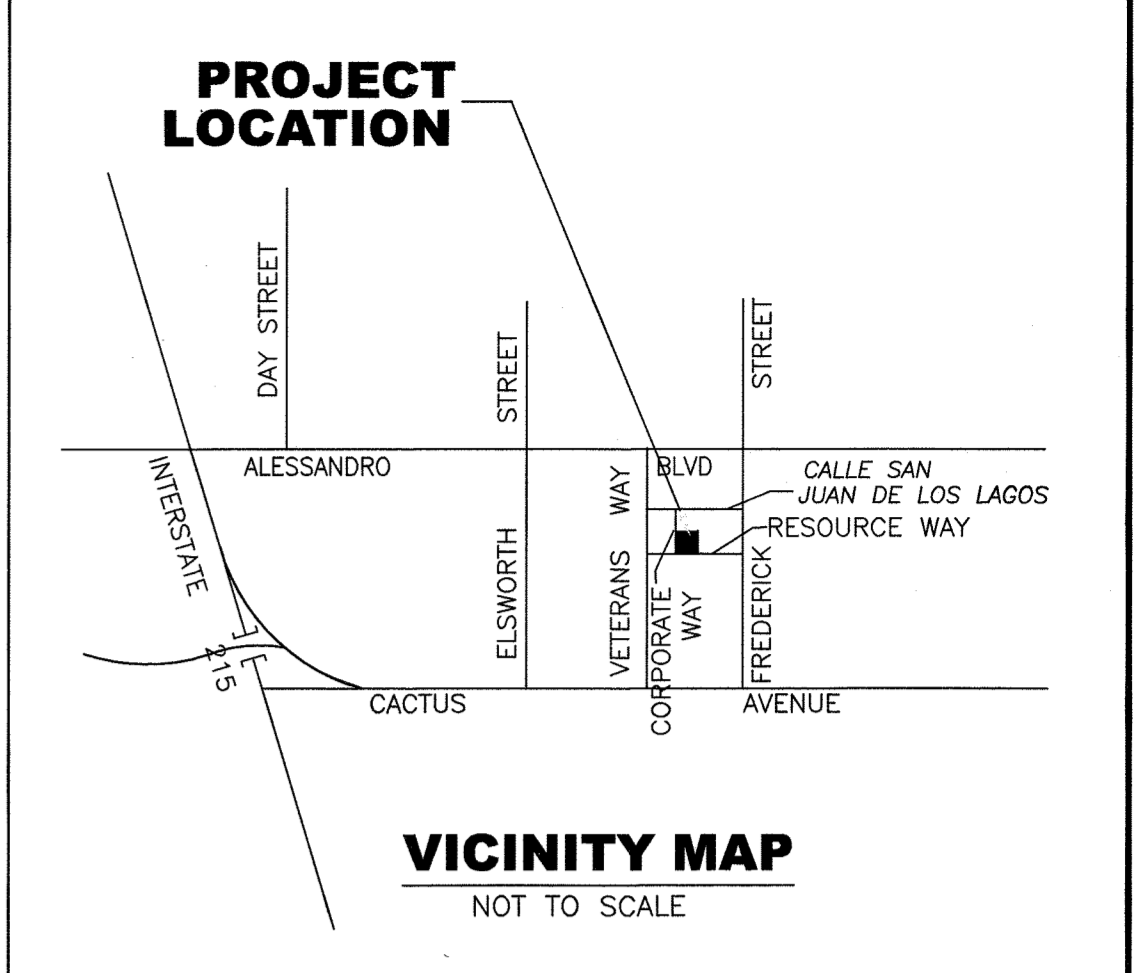 PROJECT
LOCATION
DAY STREET
STREET
STREET
ALESSANDRO
BLVD
CALLE SAN
JUAN DE LOS LAGOS
RESOURCE WAY
INTERSTATE
215
ELSWORTH
VETERANS WAY
CORPORATE
WAY
FREDERICK
CACTUS
AVENUE
VICINITY MAP
NOT TO SCALE